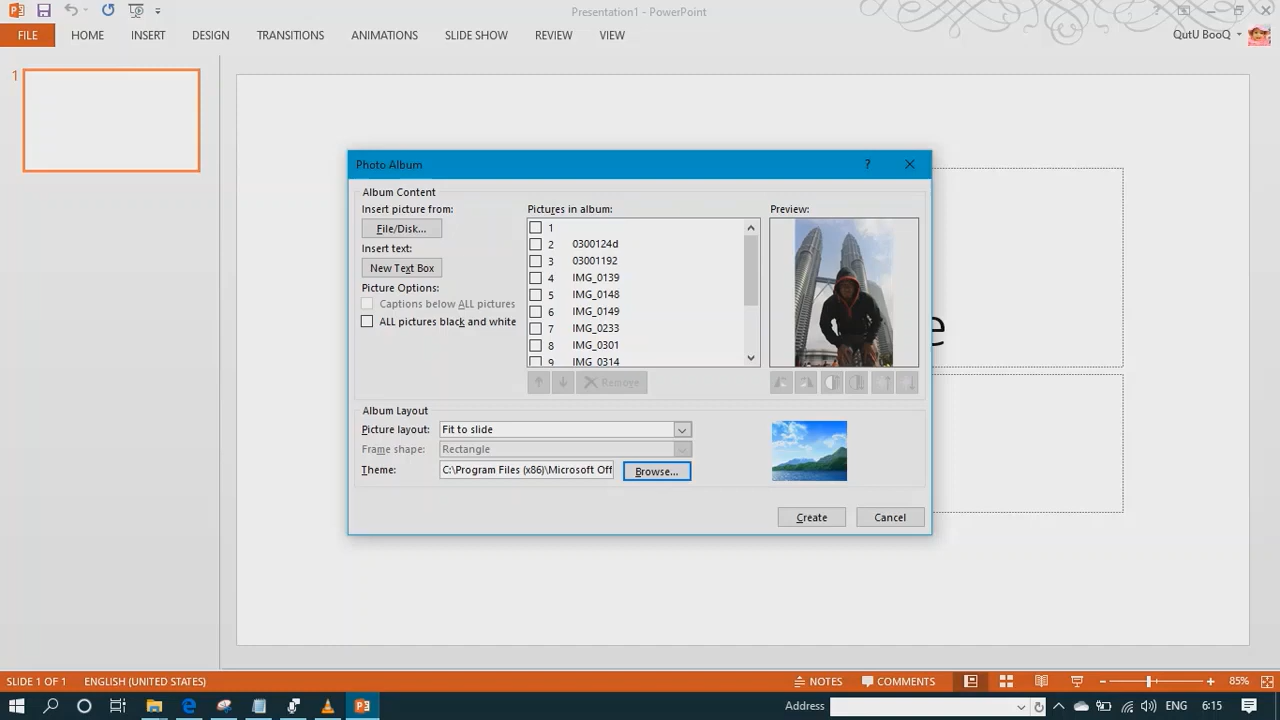 Presentation1 - PowerPoint
?
FILE HOME INSERT DESIGN TRANSITIONS ANIMATIONS SLIDE SHOW REVIEW VIEW
QutU BooQ
1
Photo Album
?
Album Content
Insert picture from:
File/Disk...
Insert text:
New Text Box
Picture Options:
Captions below ALL pictures
ALL pictures black and white
Pictures in album:
1
2 0300124d
3 03001192
4 IMG_0139
5 IMG_0148
6 IMG_0149
7 IMG_0233
8 IMG_0301
9 IMG_0314
Remove
Preview:
e
Album Layout
Picture layout: Fit to slide
Frame shape: Rectangle
Theme: C:\Program Files (x86)\Microsoft Off
Browse...
Create Cancel
SLIDE 1 OF 1 ENGLISH (UNITED STATES)
NOTES COMMENTS 85%
Address
ENG 6:15